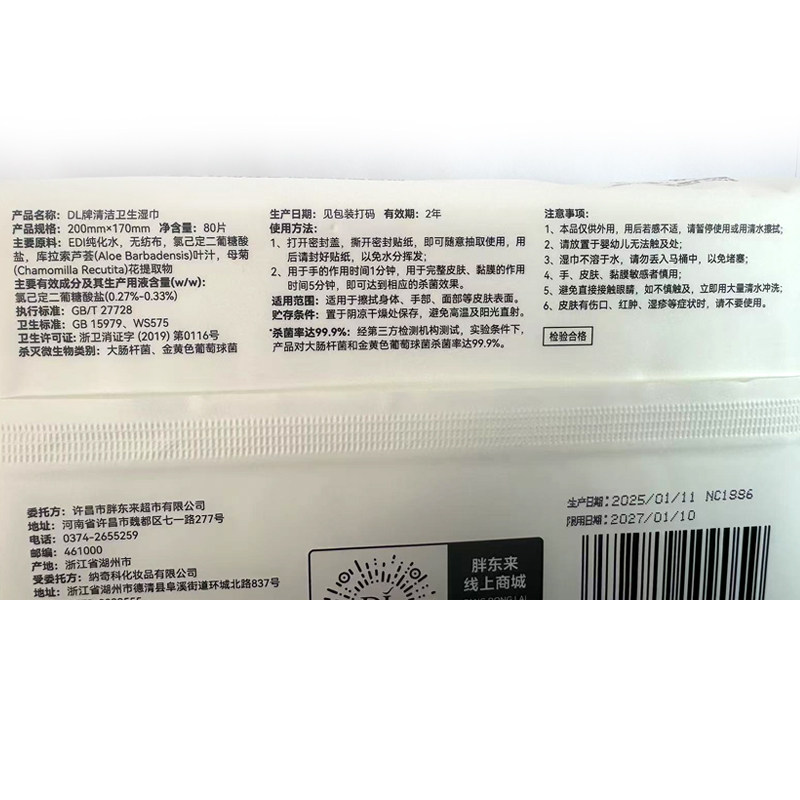 产品名称：DL牌清洁卫生湿巾
产品规格：200mm×170mm 净含量：80片
主要原料：EDI纯化水，无纺布，氯己定二葡糖酸
盐，库拉索芦荟(Aloe Barbadensis)叶汁，母菊
(Chamomilla Recutita)花提取物
主要有效成分及其生产用液含量(w/w):
氯己定二葡糖酸盐(0.27%-0.33%)
执行标准：GB/T 27728
卫生标准：GB 15979、WS575
卫生许可证: 浙卫消证字 (2019) 第0116号
杀灭微生物类别：大肠杆菌、金黄色葡萄球菌
生产日期：见包装打码 有效期：2年
使用方法：
1、打开密封盖，撕开密封贴纸，即可随意抽取使用，用
后请封好贴纸，以免水分挥发；
2、用于手的作用时间1分钟，用于完整皮肤、黏膜的作用
时间5分钟，即可达到相应的杀菌效果。
适用范围：适用于擦拭身体、手部、面部等皮肤表面。
贮存条件：置于阴凉干燥处保存，避免高温及阳光直射。
*杀菌率达99.9%：经第三方检测机构测试，实验条件下，
产品对大肠杆菌和金黄色葡萄球菌杀菌率达99.9%。
注意事项：
1、本品仅供外用，用后若感不适，请暂停使用或用清水擦拭；
2、请放置于婴幼儿无法触及处；
3、湿巾不溶于水，请勿丢入马桶中，以免堵塞；
4、手、皮肤、黏膜敏感者慎用；
5、避免直接接触眼睛，如不慎触及，立即用大量清水冲洗；
6、皮肤有伤口、红肿、湿疹等症状时，请不要使用。
检验合格
委托方：许昌市胖东来超市有限公司
地址：河南省许昌市魏都区七一路277号
电话：0374-2655259
邮编：461000
产地：浙江省湖州市
受委托方：纳奇科化妆品有限公司
地址：浙江省湖州市德清县阜溪街道环城北路837号
胖东来
线上商城
生产日期:2025/01/11 NC1986
限用日期:2027/01/10